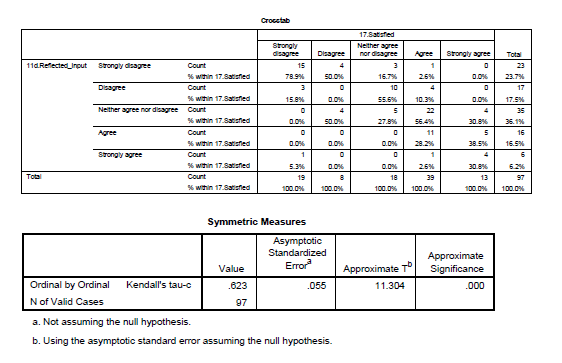 Crosstab
17.Satisfied
Strongly disagree Disagree Neither agree nor disagree Agree Strongly agree Total
11d.Reflected_Input Strongly disagree Count 15 4 3 1 0 23
% within 17.Satisfied 78.9% 50.0% 16.7% 2.6% 0.0% 23.7%
Disagree Count 3 0 10 4 0 17
% within 17.Satisfied 15.8% 0.0% 55.6% 10.3% 0.0% 17.5%
Neither agree nor disagree Count 0 4 5 22 4 35
% within 17.Satisfied 0.0% 50.0% 27.8% 56.4% 30.8% 36.1%
Agree Count 0 0 0 11 5 16
% within 17.Satisfied 0.0% 0.0% 0.0% 28.2% 38.5% 16.5%
Strongly agree Count 1 0 0 1 4 6
% within 17.Satisfied 5.3% 0.0% 0.0% 2.6% 30.8% 6.2%
Total Count 19 8 18 39 13 97
% within 17.Satisfied 100.0% 100.0% 100.0% 100.0% 100.0% 100.0%
Symmetric Measures
Value Asymptotic Standardized Error^a Approximate T^b Approximate Significance
Ordinal by Ordinal Kendall's tau-c .623 .055 11.304 .000
N of Valid Cases 97
a. Not assuming the null hypothesis.
b. Using the asymptotic standard error assuming the null hypothesis.